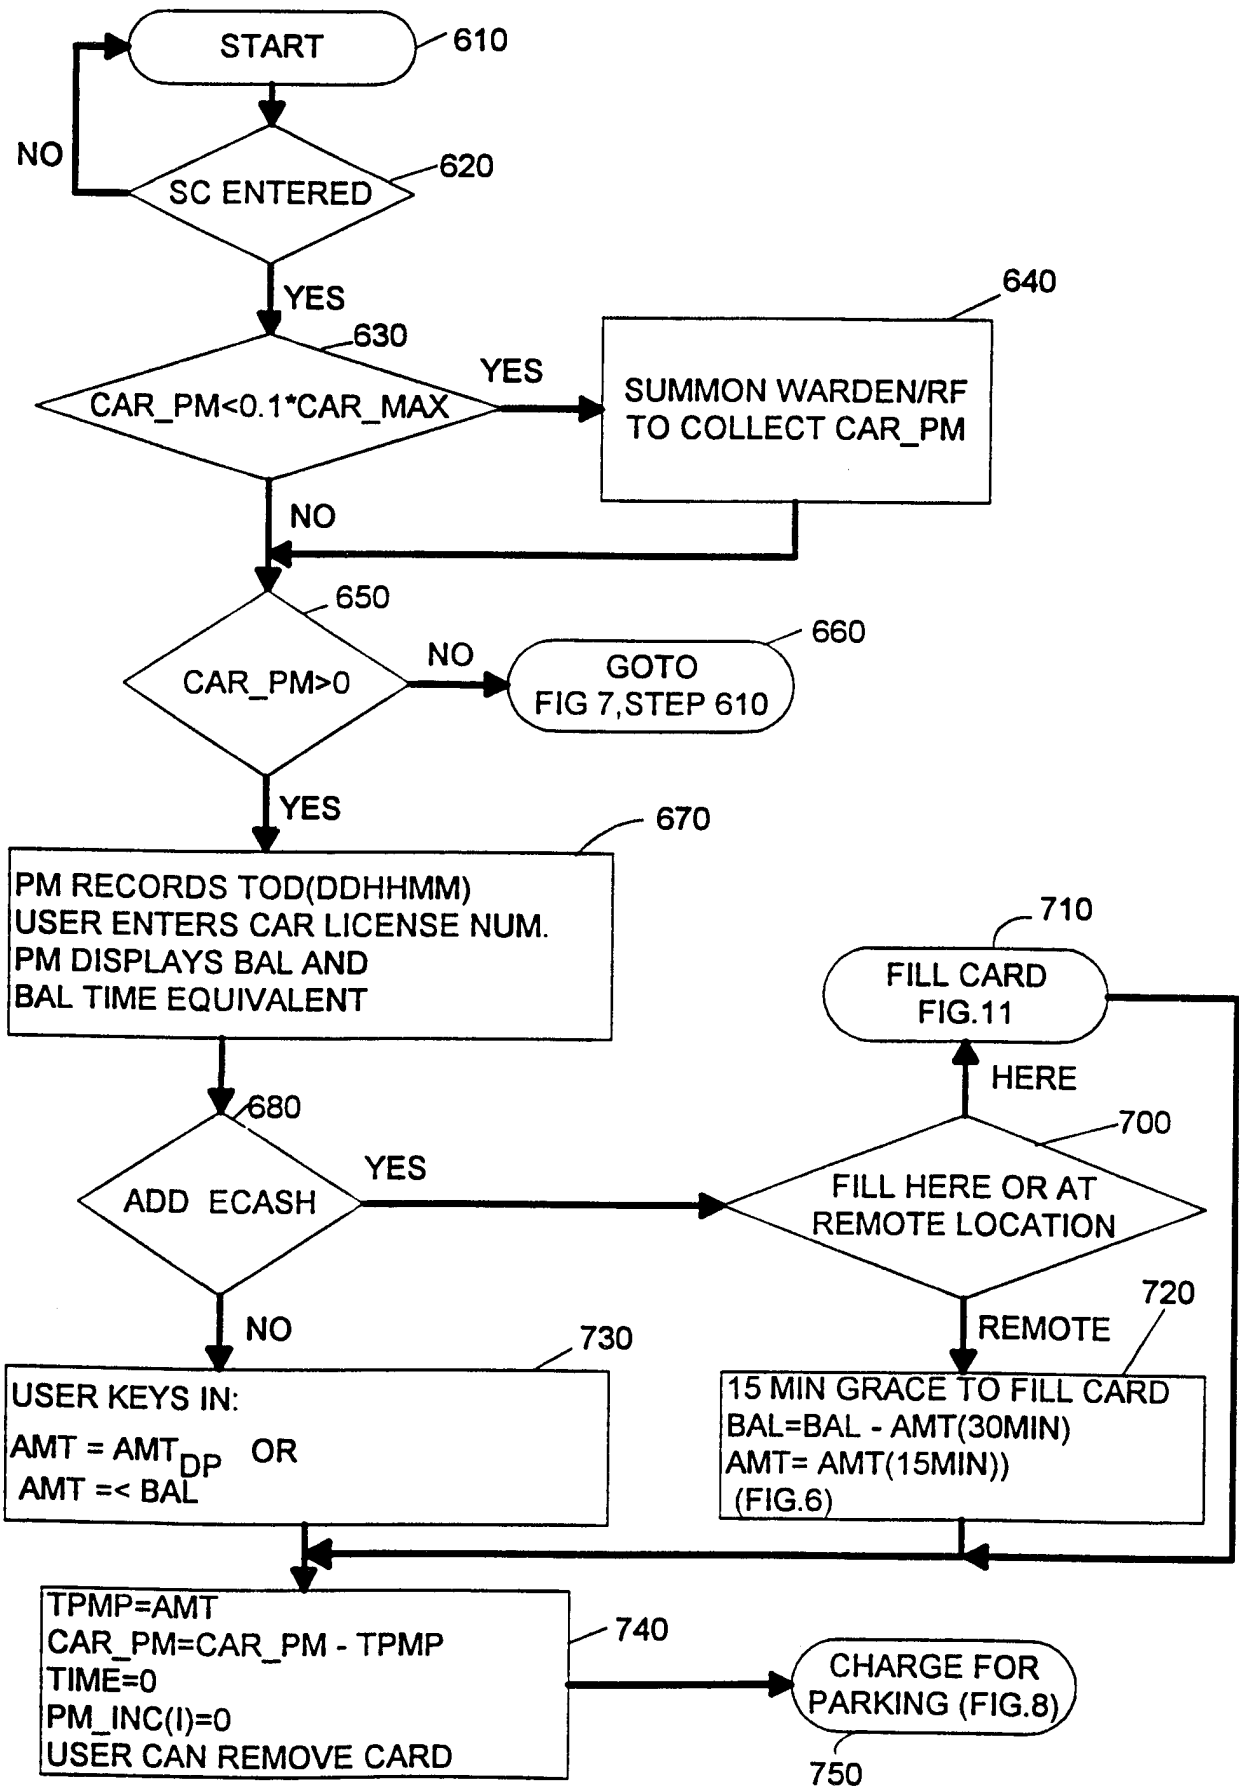 START
610
NO
620
SC ENTERED
YES
640
630
YES
CAR_PM<0.1*CAR_MAX
SUMMON WARDEN/RF
TO COLLECT CAR_PM
NO
650
660
NO
CAR_PM>0
GOTO
FIG 7,STEP 610
YES
670
PM RECORDS TOD(DDHHMM)
USER ENTERS CAR LICENSE NUM.
PM DISPLAYS BAL AND
BAL TIME EQUIVALENT
710
FILL CARD
FIG.11
HERE
680
700
YES
ADD ECASH
FILL HERE OR AT
REMOTE LOCATION
720
NO
REMOTE
730
USER KEYS IN:
AMT = AMT_DP OR
AMT =< BAL
15 MIN GRACE TO FILL CARD
BAL=BAL - AMT(30MIN)
AMT= AMT(15MIN))
(FIG.6)
TPMP=AMT
CAR_PM=CAR_PM - TPMP
TIME=0
PM_INC(I)=0
USER CAN REMOVE CARD
740
CHARGE FOR
PARKING (FIG.8)
750